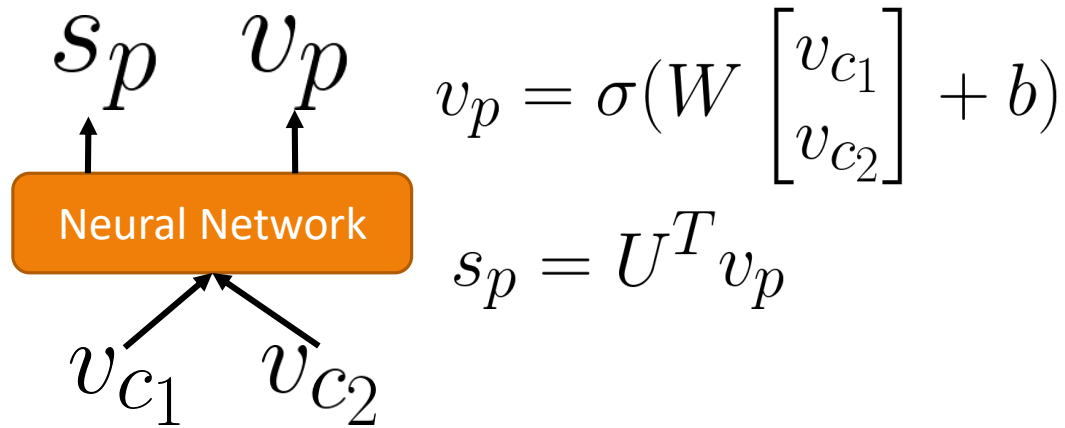 s_p v_p
v_p = σ(W [v_{c_1} v_{c_2}] + b)
Neural Network
s_p = U^T v_p
v_{c_1} v_{c_2}